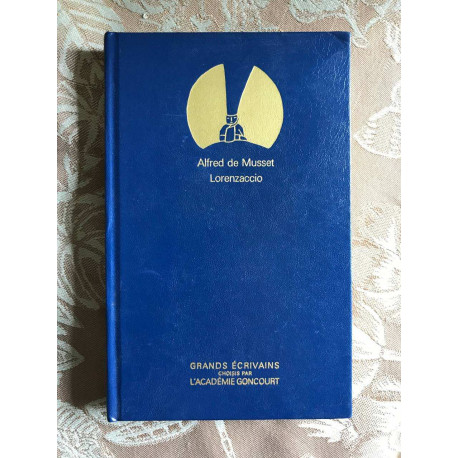 Alfred de Musset
Lorenzaccio
GRANDS ÉCRIVAINS
CHOISIS PAR
L'ACADÉMIE GONCOURT